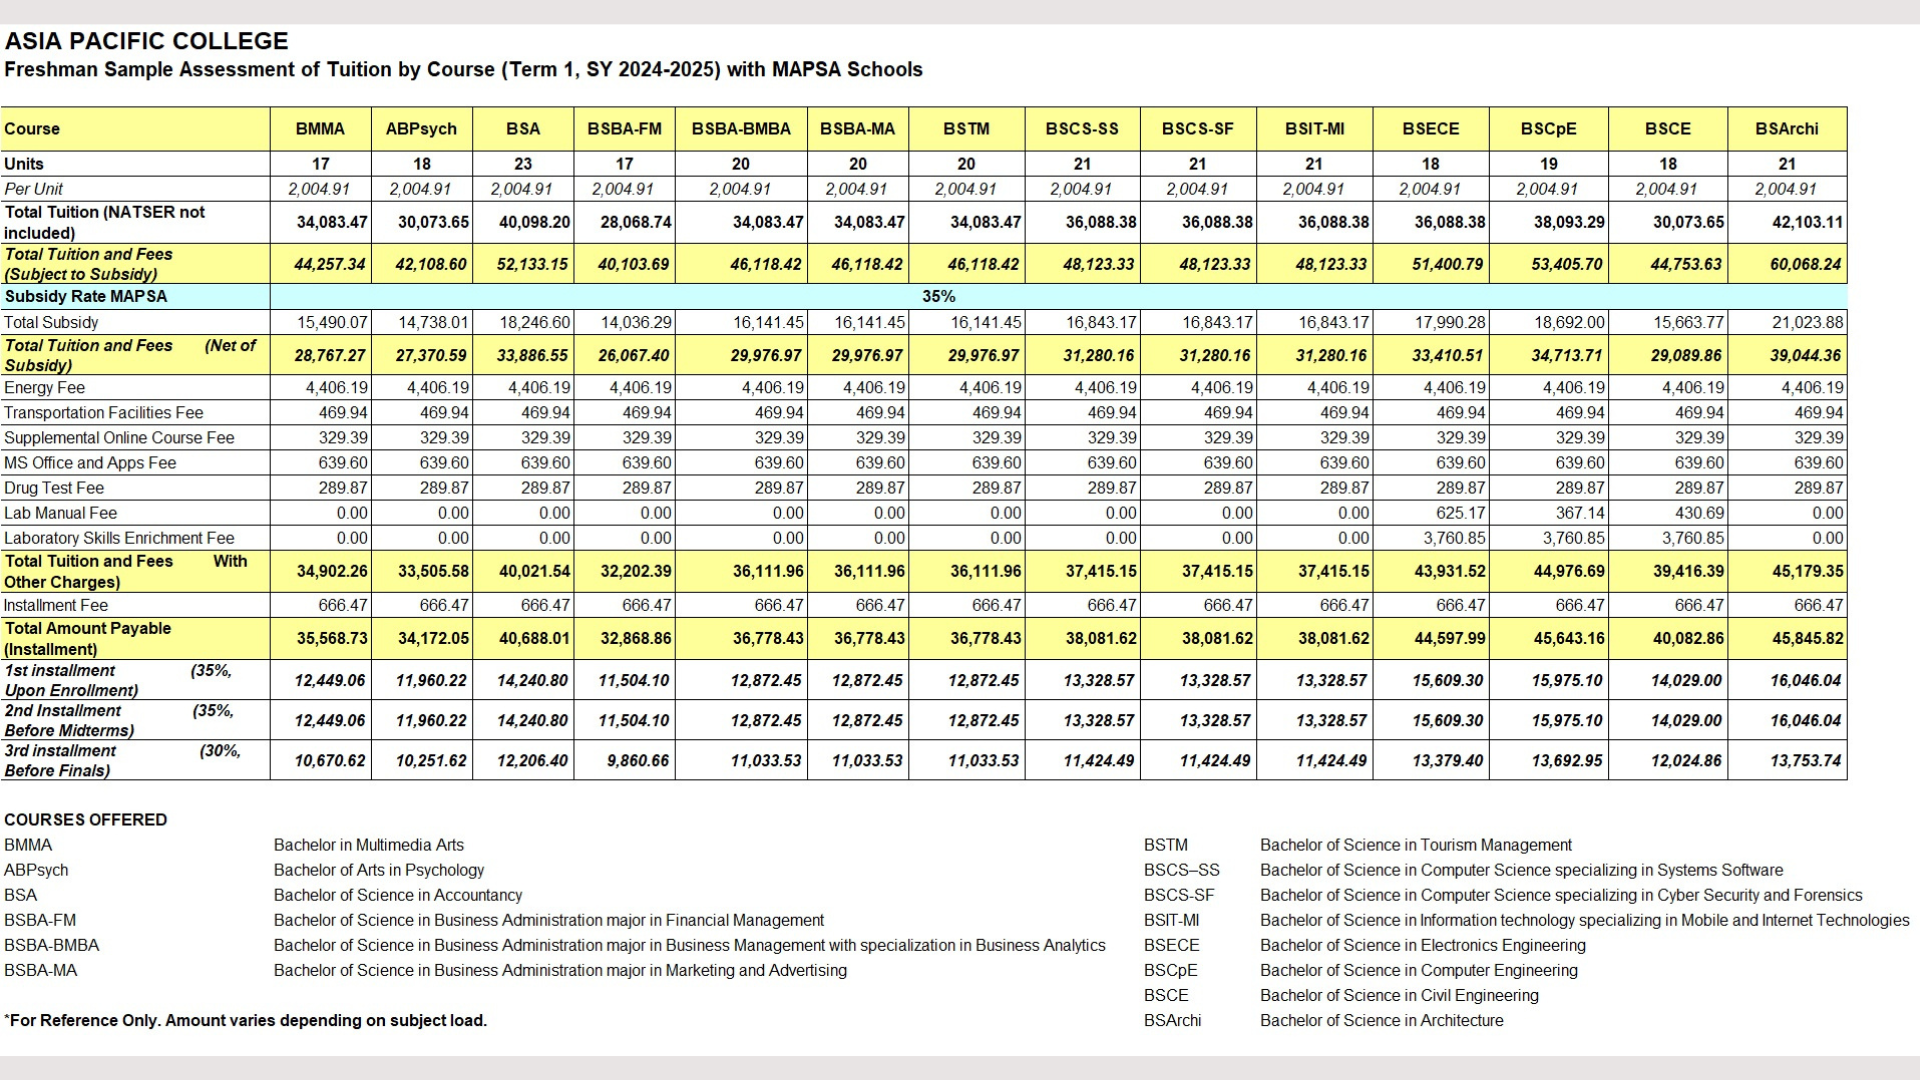 ASIA PACIFIC COLLEGE
Freshman Sample Assessment of Tuition by Course (Term 1, SY 2024-2025) with MAPSA Schools
Course BMMA ABPsych BSA BSBA-FM BSBA-BMBA BSBA-MA BSTM BSCS-SS BSCS-SF BSIT-MI BSECE BSCpE BSCE BSArchi
Units 17 18 23 17 20 20 20 21 21 21 18 19 18 21
Per Unit 2,004.91 2,004.91 2,004.91 2,004.91 2,004.91 2,004.91 2,004.91 2,004.91 2,004.91 2,004.91 2,004.91 2,004.91 2,004.91 2,004.91
Total Tuition (NATSER not
included) 34,083.47 30,073.65 40,098.20 28,068.74 34,083.47 34,083.47 34,083.47 36,088.38 36,088.38 36,088.38 36,088.38 38,093.29 30,073.65 42,103.11
Total Tuition and Fees
(Subject to Subsidy) 44,257.34 42,108.60 52,133.15 40,103.69 46,118.42 46,118.42 46,118.42 48,123.33 48,123.33 48,123.33 51,400.79 53,405.70 44,753.63 60,068.24
Subsidy Rate MAPSA 35%
Total Subsidy 15,490.07 14,738.01 18,246.60 14,036.29 16,141.45 16,141.45 16,141.45 16,843.17 16,843.17 16,843.17 17,990.28 18,692.00 15,663.77 21,023.88
Total Tuition and Fees (Net of
Subsidy) 28,767.27 27,370.59 33,886.55 26,067.40 29,976.97 29,976.97 29,976.97 31,280.16 31,280.16 31,280.16 33,410.51 34,713.71 29,089.86 39,044.36
Energy Fee 4,406.19 4,406.19 4,406.19 4,406.19 4,406.19 4,406.19 4,406.19 4,406.19 4,406.19 4,406.19 4,406.19 4,406.19 4,406.19 4,406.19
Transportation Facilities Fee 469.94 469.94 469.94 469.94 469.94 469.94 469.94 469.94 469.94 469.94 469.94 469.94 469.94 469.94
Supplemental Online Course Fee 329.39 329.39 329.39 329.39 329.39 329.39 329.39 329.39 329.39 329.39 329.39 329.39 329.39 329.39
MS Office and Apps Fee 639.60 639.60 639.60 639.60 639.60 639.60 639.60 639.60 639.60 639.60 639.60 639.60 639.60 639.60
Drug Test Fee 289.87 289.87 289.87 289.87 289.87 289.87 289.87 289.87 289.87 289.87 289.87 289.87 289.87 289.87
Lab Manual Fee 0.00 0.00 0.00 0.00 0.00 0.00 0.00 0.00 0.00 0.00 625.17 367.14 430.69 0.00
Laboratory Skills Enrichment Fee 0.00 0.00 0.00 0.00 0.00 0.00 0.00 0.00 0.00 0.00 3,760.85 3,760.85 3,760.85 0.00
Total Tuition and Fees With
Other Charges) 34,902.26 33,505.58 40,021.54 32,202.39 36,111.96 36,111.96 36,111.96 37,415.15 37,415.15 37,415.15 43,931.52 44,976.69 39,416.39 45,179.35
Installment Fee 666.47 666.47 666.47 666.47 666.47 666.47 666.47 666.47 666.47 666.47 666.47 666.47 666.47 666.47
Total Amount Payable
(Installment) 35,568.73 34,172.05 40,688.01 32,868.86 36,778.43 36,778.43 36,778.43 38,081.62 38,081.62 38,081.62 44,597.99 45,643.16 40,082.86 45,845.82
1st installment (35%,
Upon Enrollment) 12,449.06 11,960.22 14,240.80 11,504.10 12,872.45 12,872.45 12,872.45 13,328.57 13,328.57 13,328.57 15,609.30 15,975.10 14,029.00 16,046.04
2nd Installment (35%,
Before Midterms) 12,449.06 11,960.22 14,240.80 11,504.10 12,872.45 12,872.45 12,872.45 13,328.57 13,328.57 13,328.57 15,609.30 15,975.10 14,029.00 16,046.04
3rd installment (30%,
Before Finals) 10,670.62 10,251.62 12,206.40 9,860.66 11,033.53 11,033.53 11,033.53 11,424.49 11,424.49 11,424.49 13,379.40 13,692.95 12,024.86 13,753.74
COURSES OFFERED
BMMA Bachelor in Multimedia Arts
ABPsych Bachelor of Arts in Psychology
BSA Bachelor of Science in Accountancy
BSBA-FM Bachelor of Science in Business Administration major in Financial Management
BSBA-BMBA Bachelor of Science in Business Administration major in Business Management with specialization in Business Analytics
BSBA-MA Bachelor of Science in Business Administration major in Marketing and Advertising
*For Reference Only. Amount varies depending on subject load.
BSTM Bachelor of Science in Tourism Management
BSCS–SS Bachelor of Science in Computer Science specializing in Systems Software
BSCS-SF Bachelor of Science in Computer Science specializing in Cyber Security and Forensics
BSIT-MI Bachelor of Science in Information technology specializing in Mobile and Internet Technologies
BSECE Bachelor of Science in Electronics Engineering
BSCpE Bachelor of Science in Computer Engineering
BSCE Bachelor of Science in Civil Engineering
BSArchi Bachelor of Science in Architecture